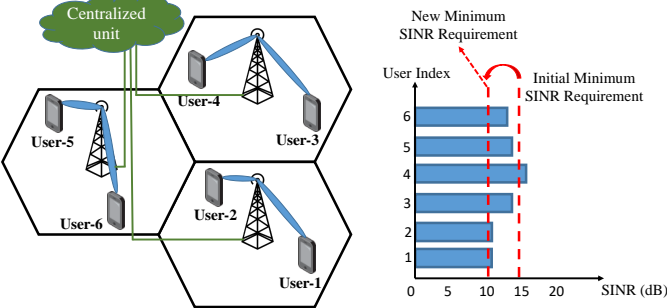 Centralized
unit
User-4
User-3
User-5
User-2
User-6
User-1
New Minimum
SINR Requirement
User Index
Initial Minimum
SINR Requirement
6
5
4
3
2
1
0 5 10 15 20 SINR (dB)